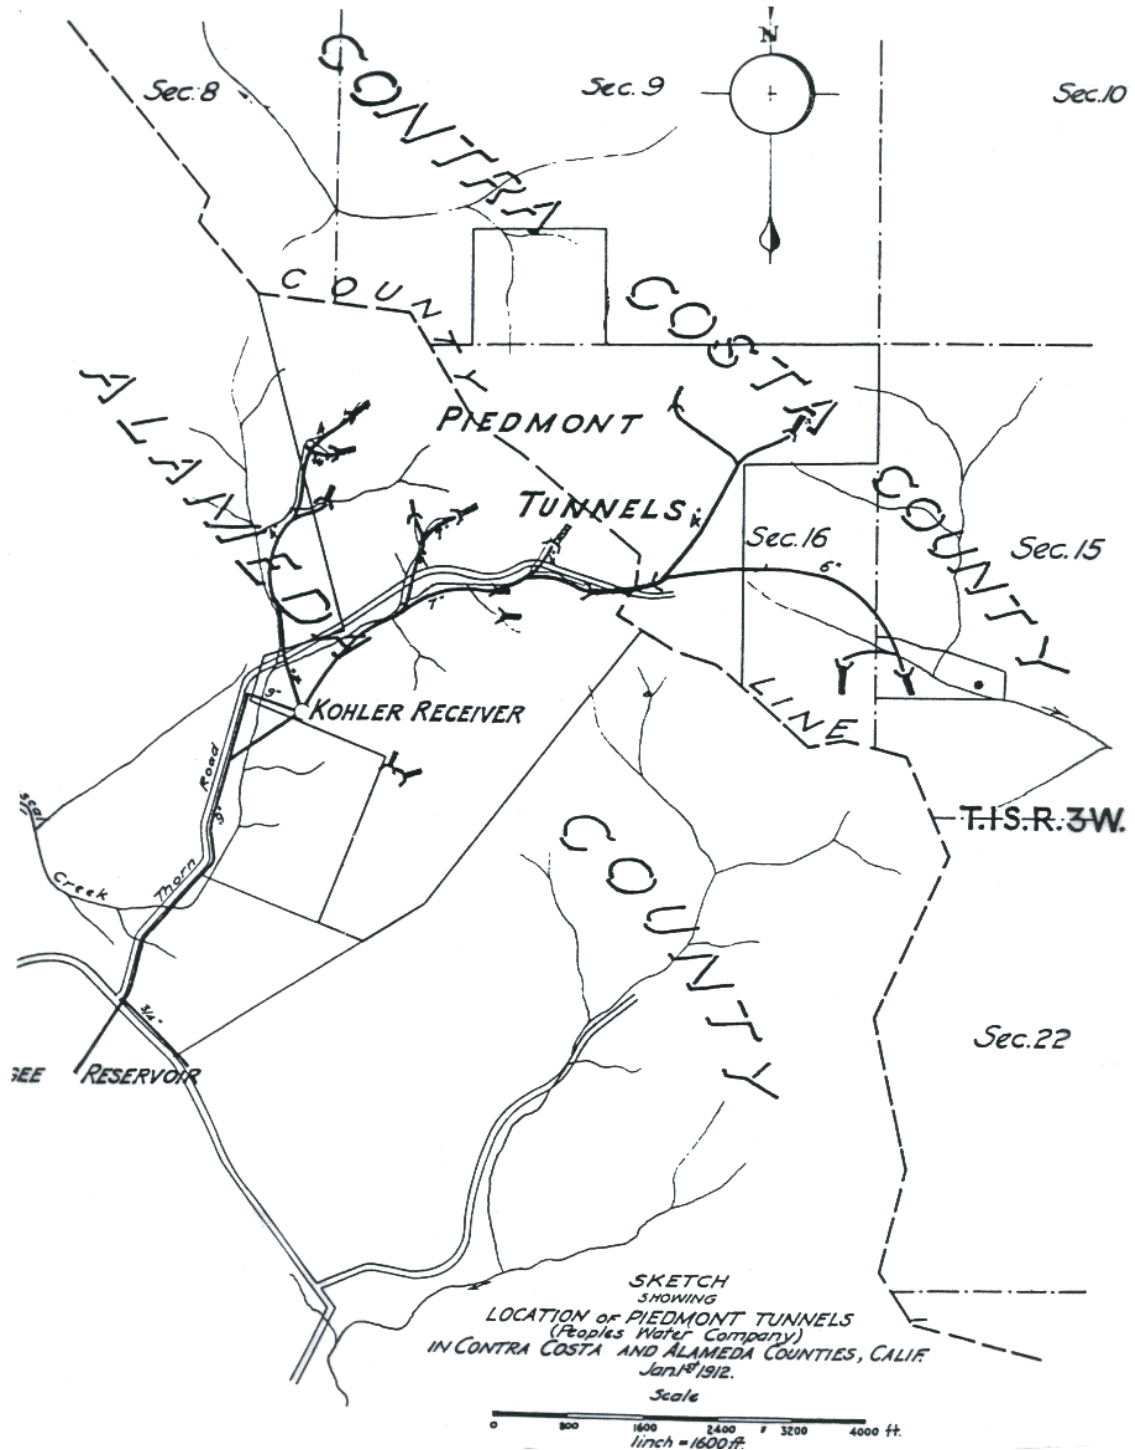 N
Sec. 8
Sec. 9
Sec. 10
CONTRA
COSTA
COUNTY
COUNTY
LINE
ALAMEDA
COUNTY
PIEDMONT
TUNNELS
Sec. 16
Sec. 15
6"
7"
KOHLER RECEIVER
9"
Road
9"
Thorn
Creek
T.1S.R.3W.
3/4"
RESERVOIR
Sec. 22
SKETCH
SHOWING
LOCATION OF PIEDMONT TUNNELS
(Peoples Water Company)
IN CONTRA COSTA AND ALAMEDA COUNTIES, CALIF.
Jan. 1st 1912.
Scale
0 800 1600 2400 3200 4000 ft.
1 inch = 1600 ft.